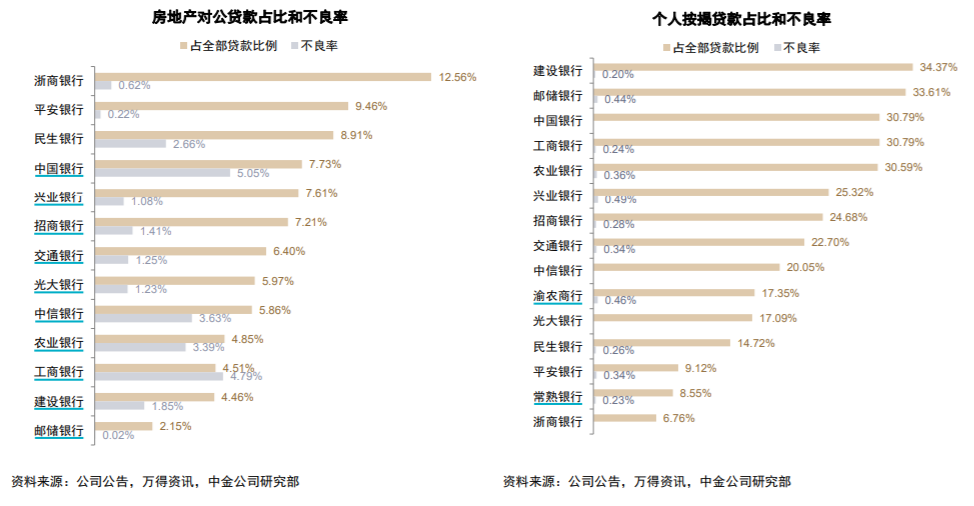 房地产对公贷款占比和不良率
占全部贷款比例 不良率
浙商银行 12.56%
0.62%
平安银行 9.46%
0.22%
民生银行 8.91%
2.66%
中国银行 7.73%
5.05%
兴业银行 7.61%
1.08%
招商银行 7.21%
1.41%
交通银行 6.40%
1.25%
光大银行 5.97%
1.23%
中信银行 5.86%
3.63%
农业银行 4.85%
3.39%
工商银行 4.51%
4.79%
建设银行 4.46%
1.85%
邮储银行 2.15%
0.02%
资料来源：公司公告，万得资讯，中金公司研究部
个人按揭贷款占比和不良率
占全部贷款比例 不良率
建设银行 34.37%
0.20%
邮储银行 33.61%
0.44%
中国银行 30.79%
工商银行 30.79%
0.24%
农业银行 30.59%
0.36%
兴业银行 25.32%
0.49%
招商银行 24.68%
0.28%
交通银行 22.70%
0.34%
中信银行 20.05%
渝农商行 17.35%
0.46%
光大银行 17.09%
民生银行 14.72%
0.26%
平安银行 9.12%
0.34%
常熟银行 8.55%
0.23%
浙商银行 6.76%
资料来源：公司公告，万得资讯，中金公司研究部